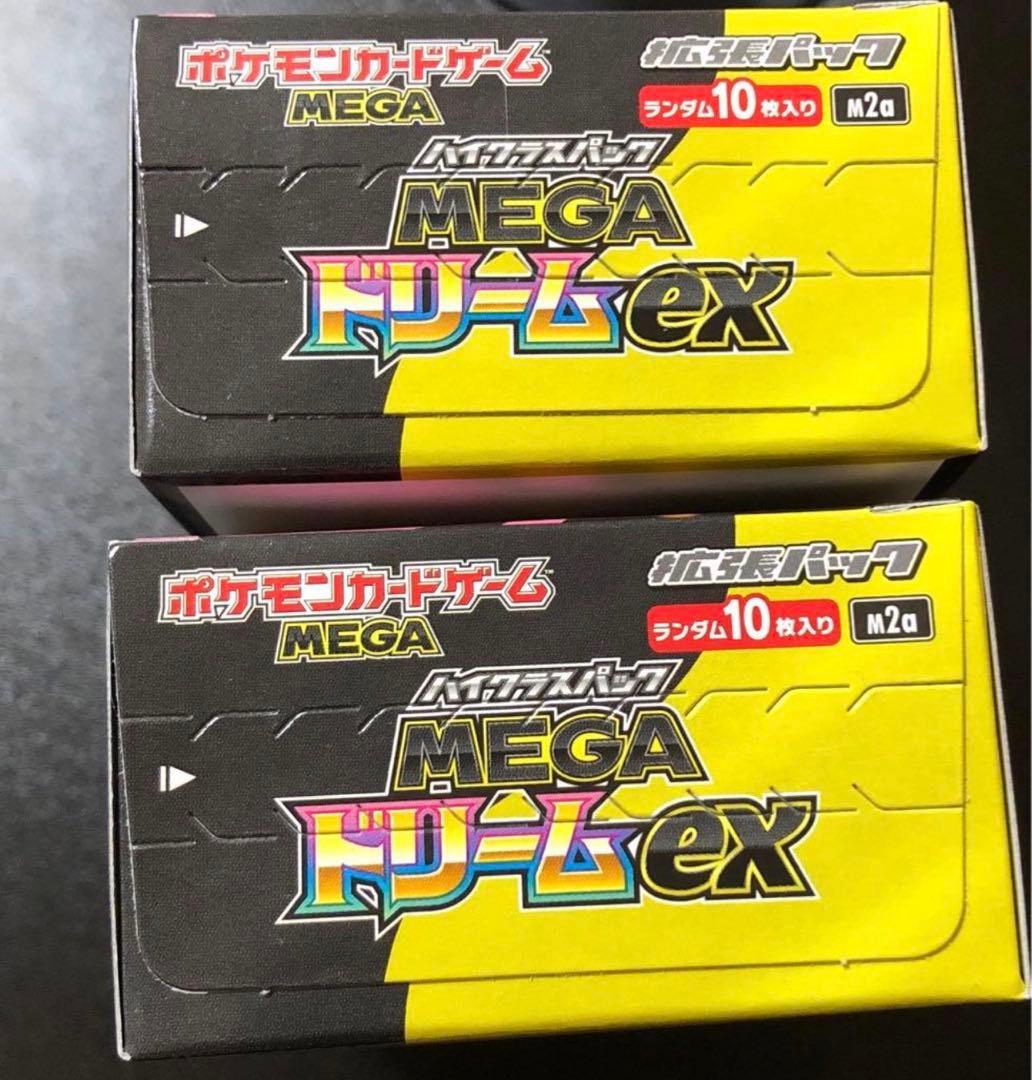 ポケモンカードゲーム
MEGA
拡張パック
ランダム10枚入り
M2a
ハイクラスパック
MEGA
ドリームex
ポケモンカードゲーム
MEGA
拡張パック
ランダム10枚入り
M2a
ハイクラスパック
MEGA
ドリームex